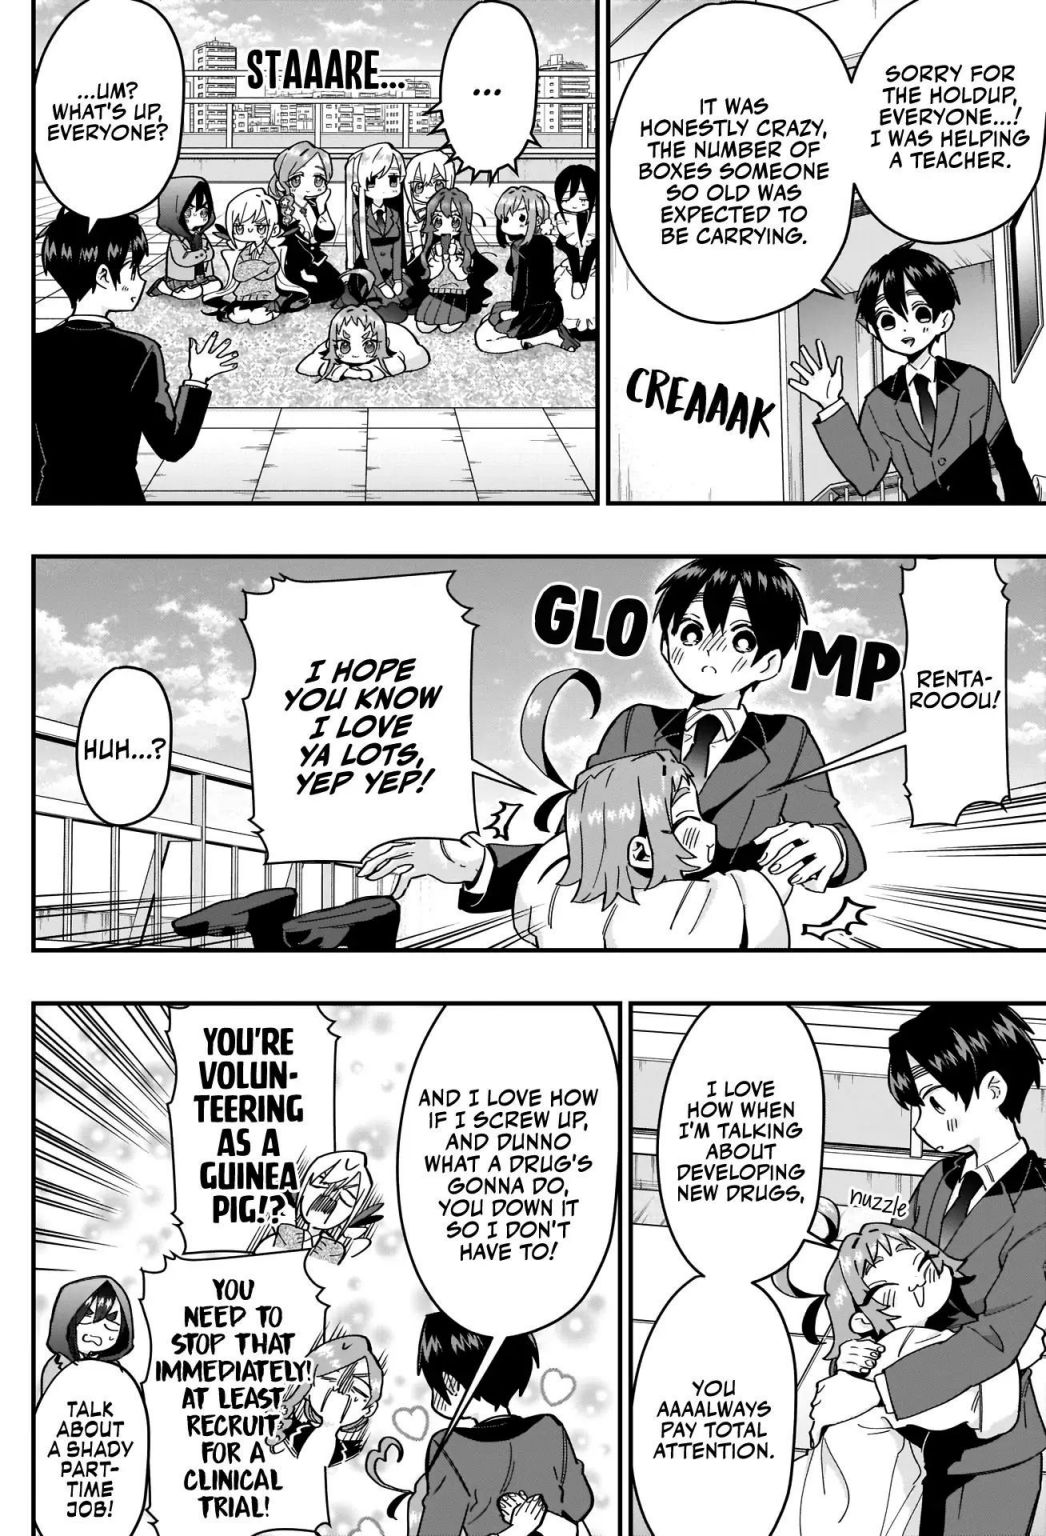 SORRY FOR
THE HOLDUP,
EVERYONE...!
I WAS HELPING
A TEACHER.
IT WAS
HONESTLY CRAZY,
THE NUMBER OF
BOXES SOMEONE
SO OLD WAS
EXPECTED TO
BE CARRYING.
CREAAAK
...
STAAARE...
...UM?
WHAT'S UP,
EVERYONE?
RENTA-
ROOOU!
GLOMP
I HOPE
YOU KNOW
I LOVE
YA LOTS,
YEP YEP!
HUH...?
I LOVE
HOW WHEN
I'M TALKING
ABOUT
DEVELOPING
NEW DRUGS,
nuzzle
YOU
AAAALWAYS
PAY TOTAL
ATTENTION.
AND I LOVE HOW
IF I SCREW UP,
AND DUNNO
WHAT A DRUG'S
GONNA DO,
YOU DOWN IT
SO I DON'T
HAVE TO!
YOU'RE
VOLUN-
TEERING
AS A
GUINEA
PIG!?
YOU
NEED TO
STOP THAT
IMMEDIATELY!
AT LEAST
RECRUIT
FOR A
CLINICAL
TRIAL!
TALK
ABOUT
A SHADY
PART-
TIME
JOB!